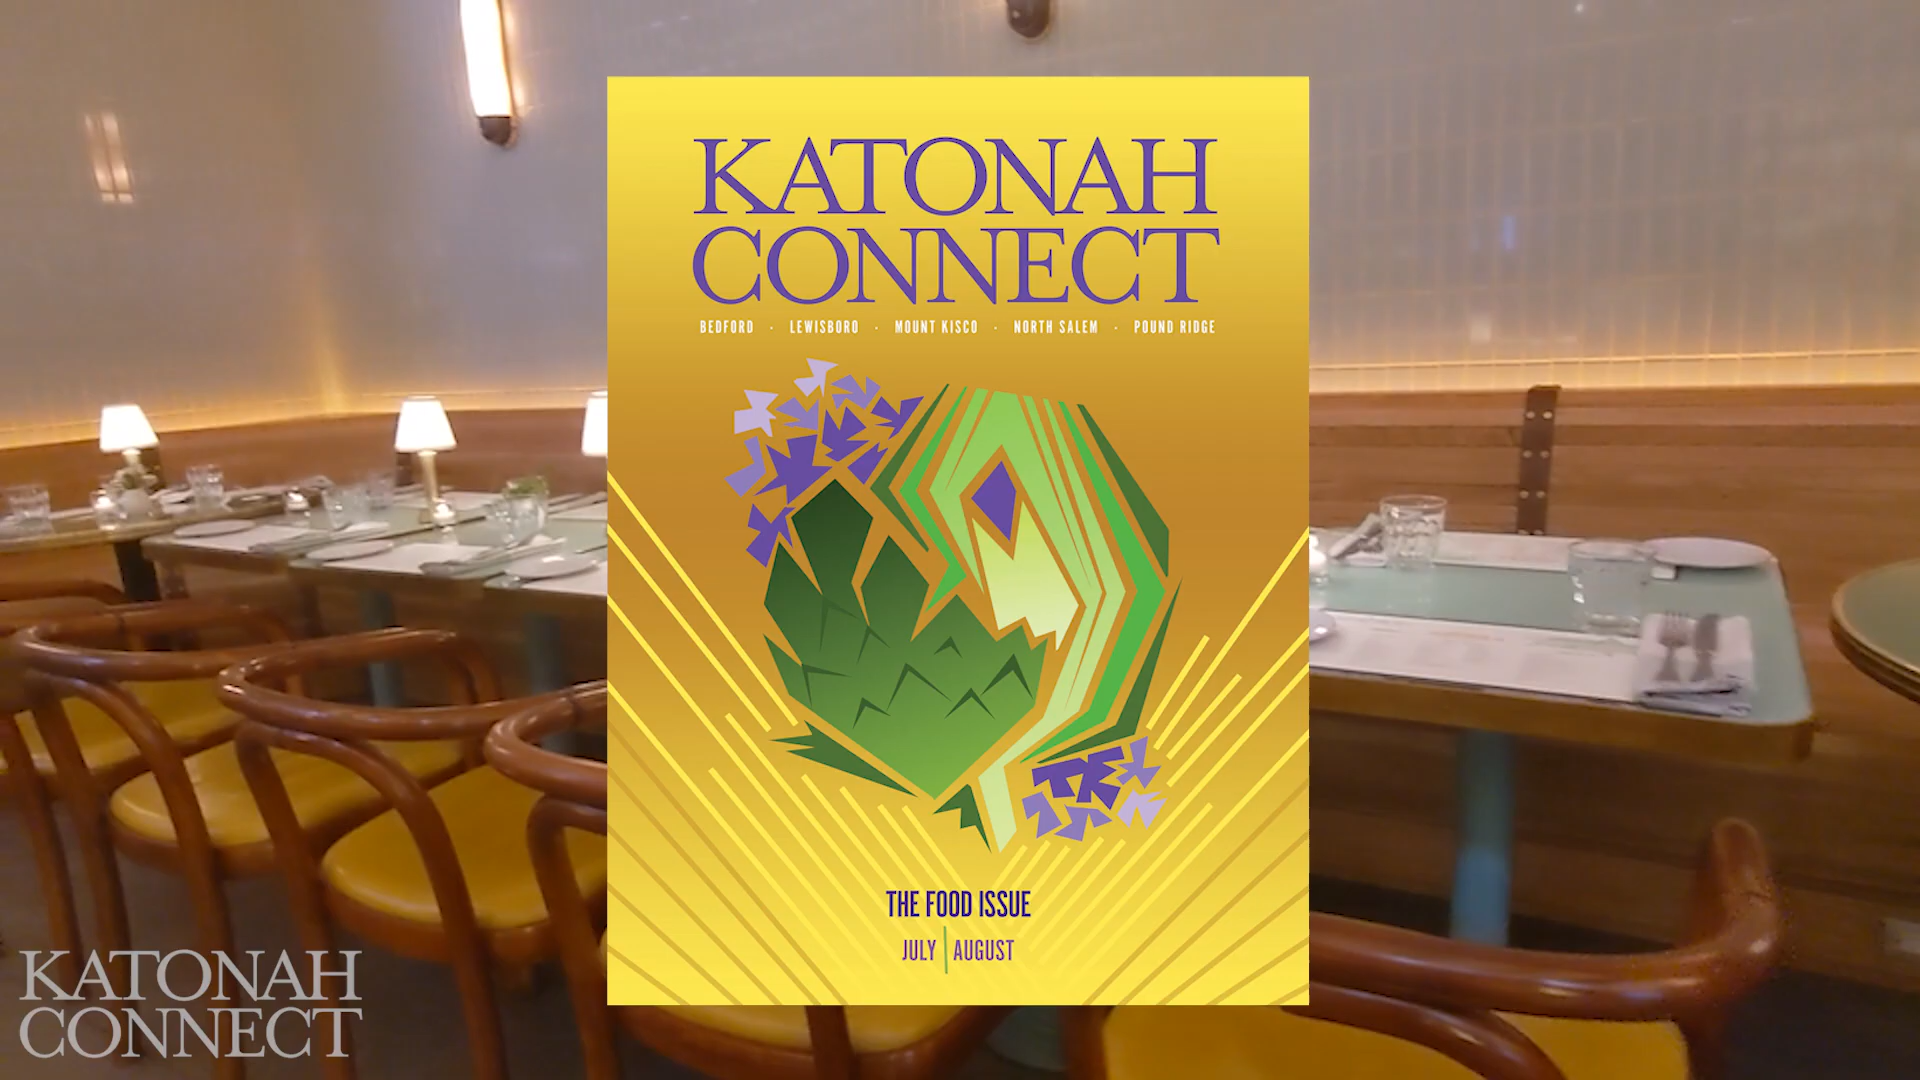 KATONAH
CONNECT
BEDFORD · LEWISBORO · MOUNT KISCO · NORTH SALEM · POUND RIDGE
THE FOOD ISSUE
JULY | AUGUST
KATONAH
CONNECT